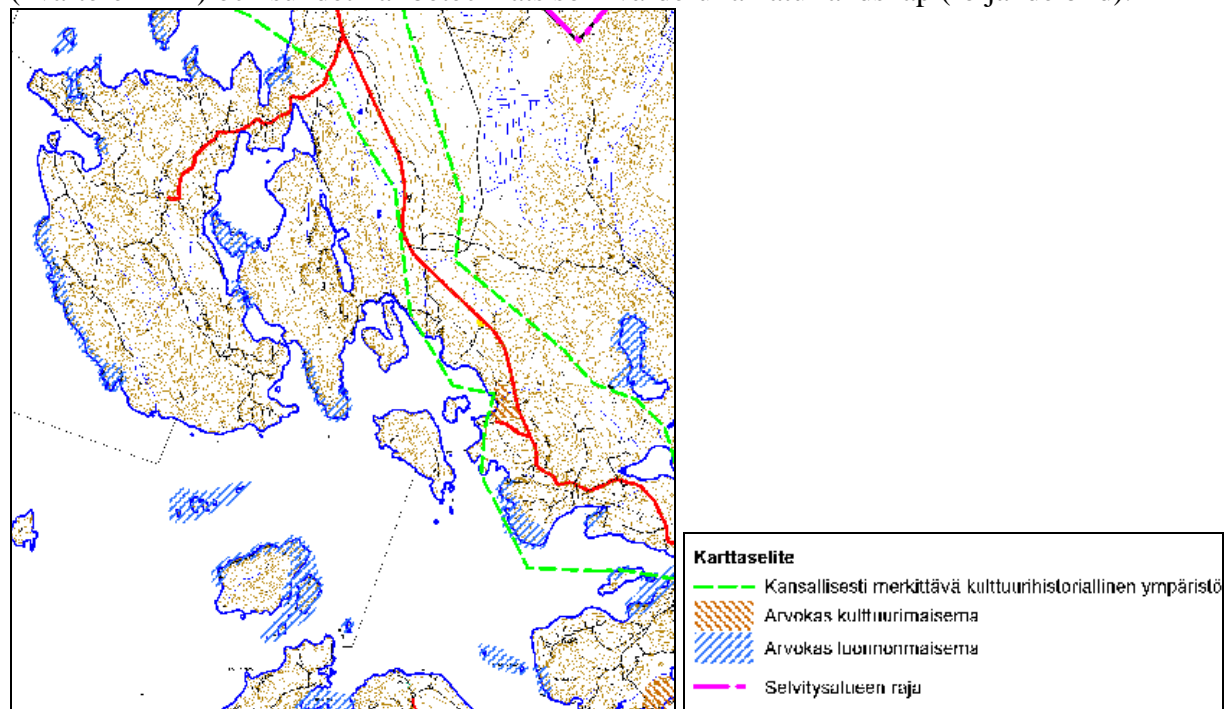 Karttaselite
Kansallisesti merkittävä kulttuurihistoriallinen ympäristö
Arvokas kulttuurimaisema
Arvokas luonnonmaisema
Selvitysalueen raja